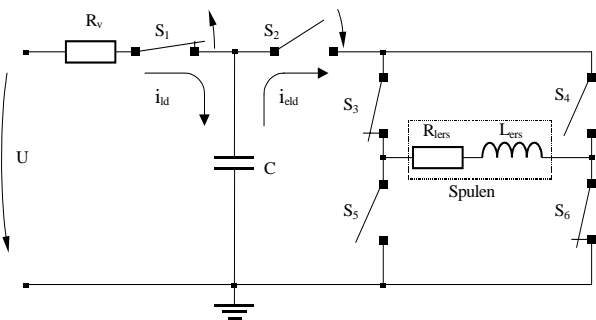 Rv S1 S2
ild ield S3 S4
Rlers Lers
U C
Spulen
S5 S6